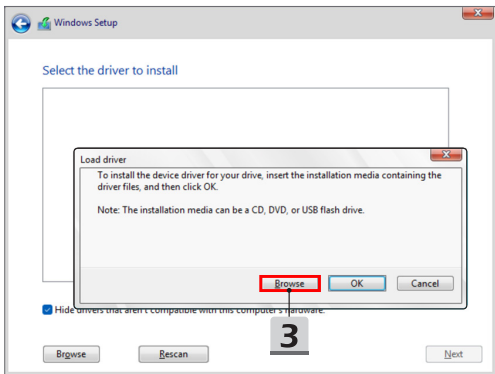 Windows Setup
Select the driver to install
Load driver
To install the device driver for your drive, insert the installation media containing the
driver files, and then click OK.
Note: The installation media can be a CD, DVD, or USB flash drive.
Browse OK Cancel
Hide drivers that aren't compatible with this computer's hardware.
3
Browse Rescan Next